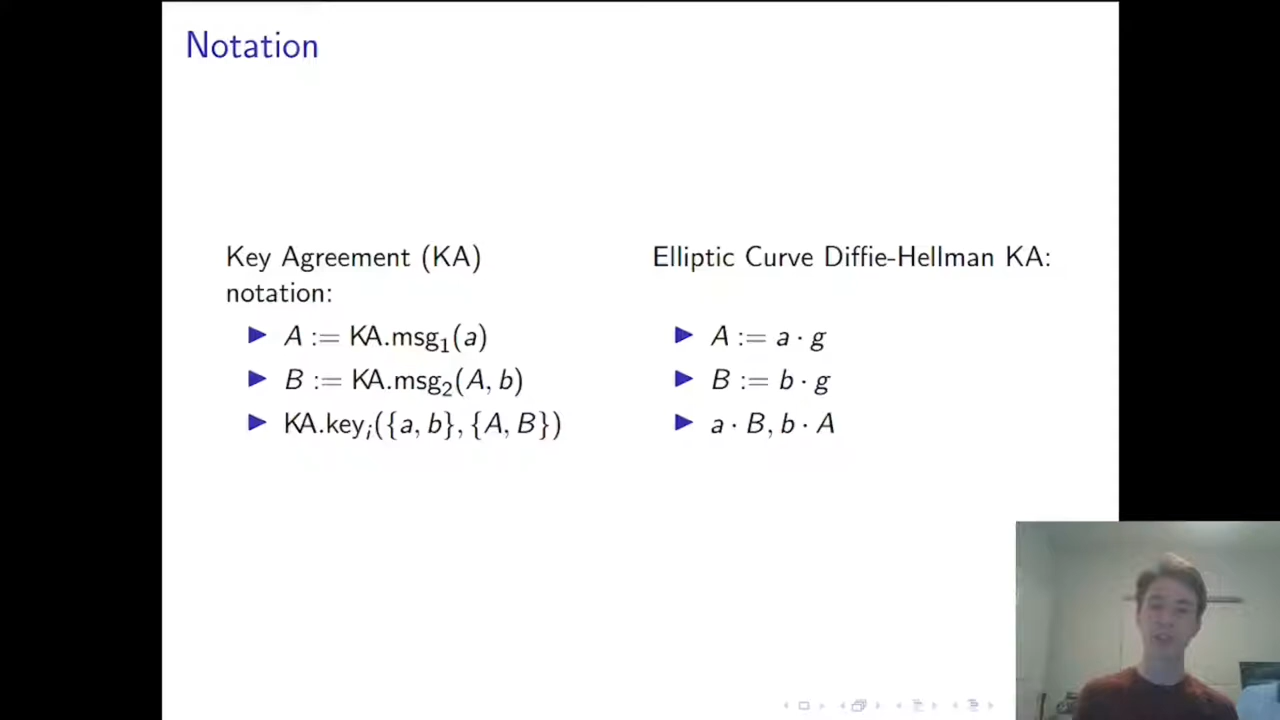 Notation
Key Agreement (KA)
notation:
▶ A := KA.msg₁(a)
▶ B := KA.msg₂(A, b)
▶ KA.keyᵢ({a, b}, {A, B})
Elliptic Curve Diffie-Hellman KA:
▶ A := a · g
▶ B := b · g
▶ a · B, b · A